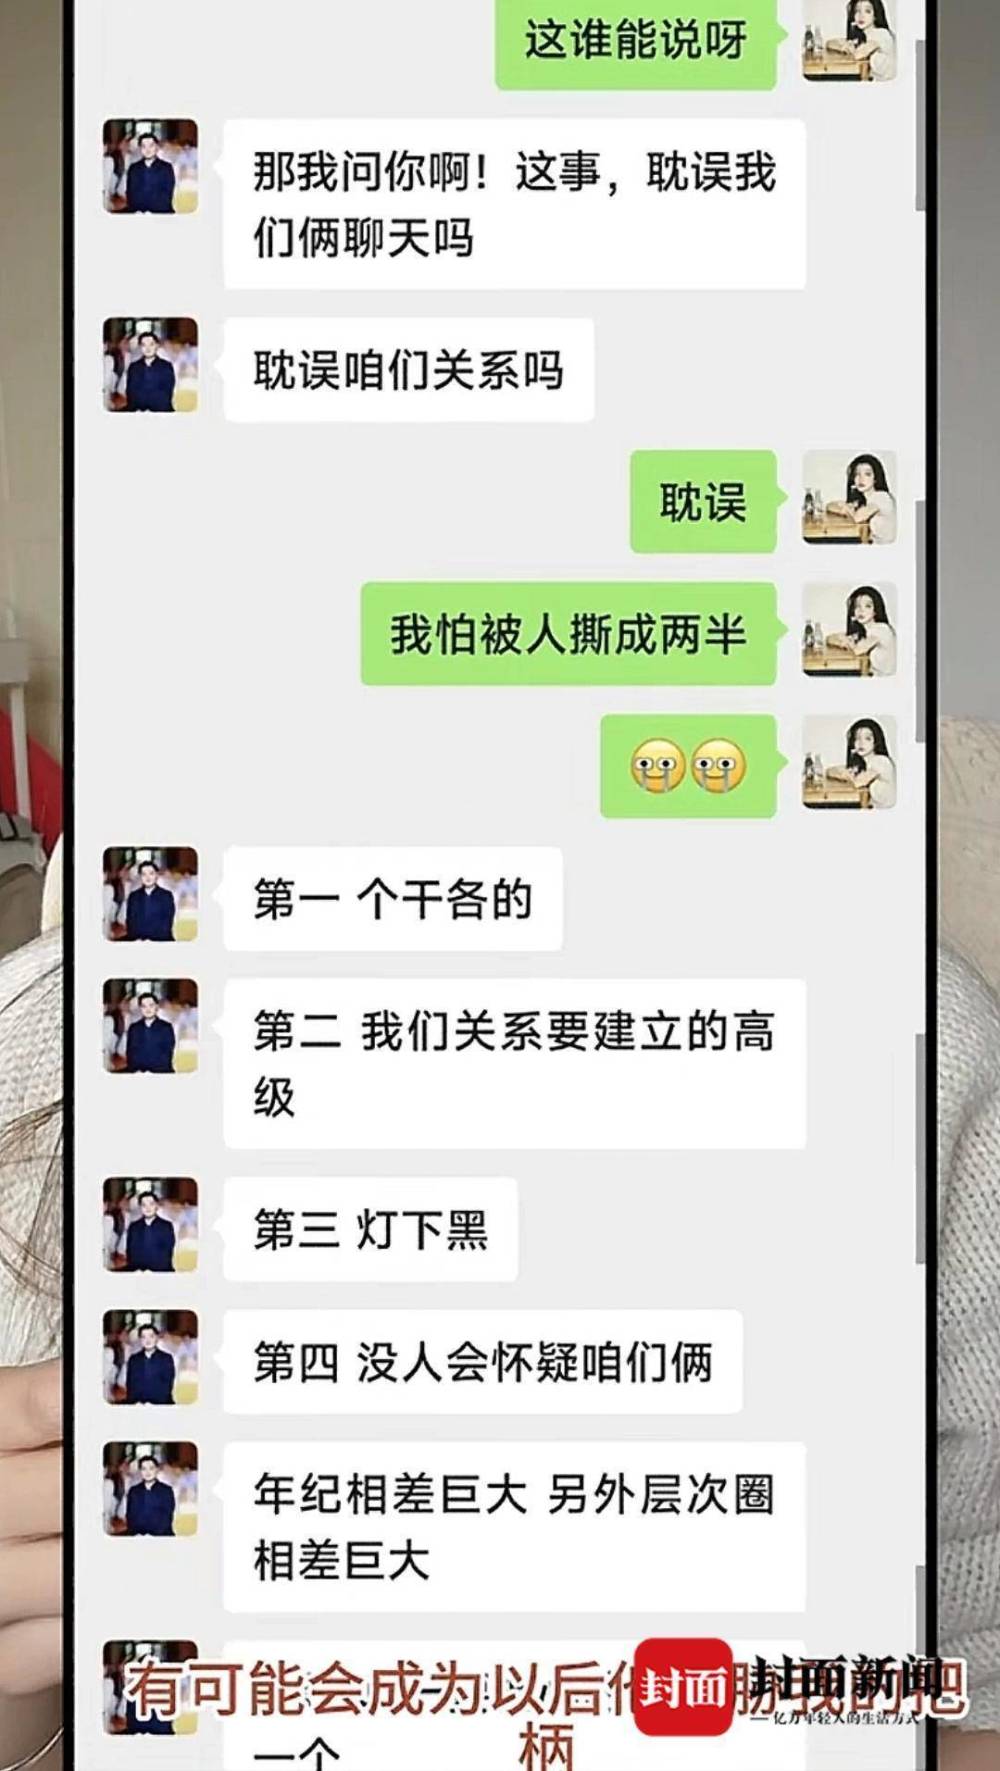 这谁能说呀
那我问你啊！这事，耽误我
们俩聊天吗
耽误咱们关系吗
耽误
我怕被人撕成两半
第一 个干各的
第二 我们关系要建立的高
级
第三 灯下黑
第四 没人会怀疑咱们俩
年纪相差巨大 另外层次圈
相差巨大
有可能会成为以后
封面
封面新闻
亿万年轻人的生活方式
我的把
柄
一个